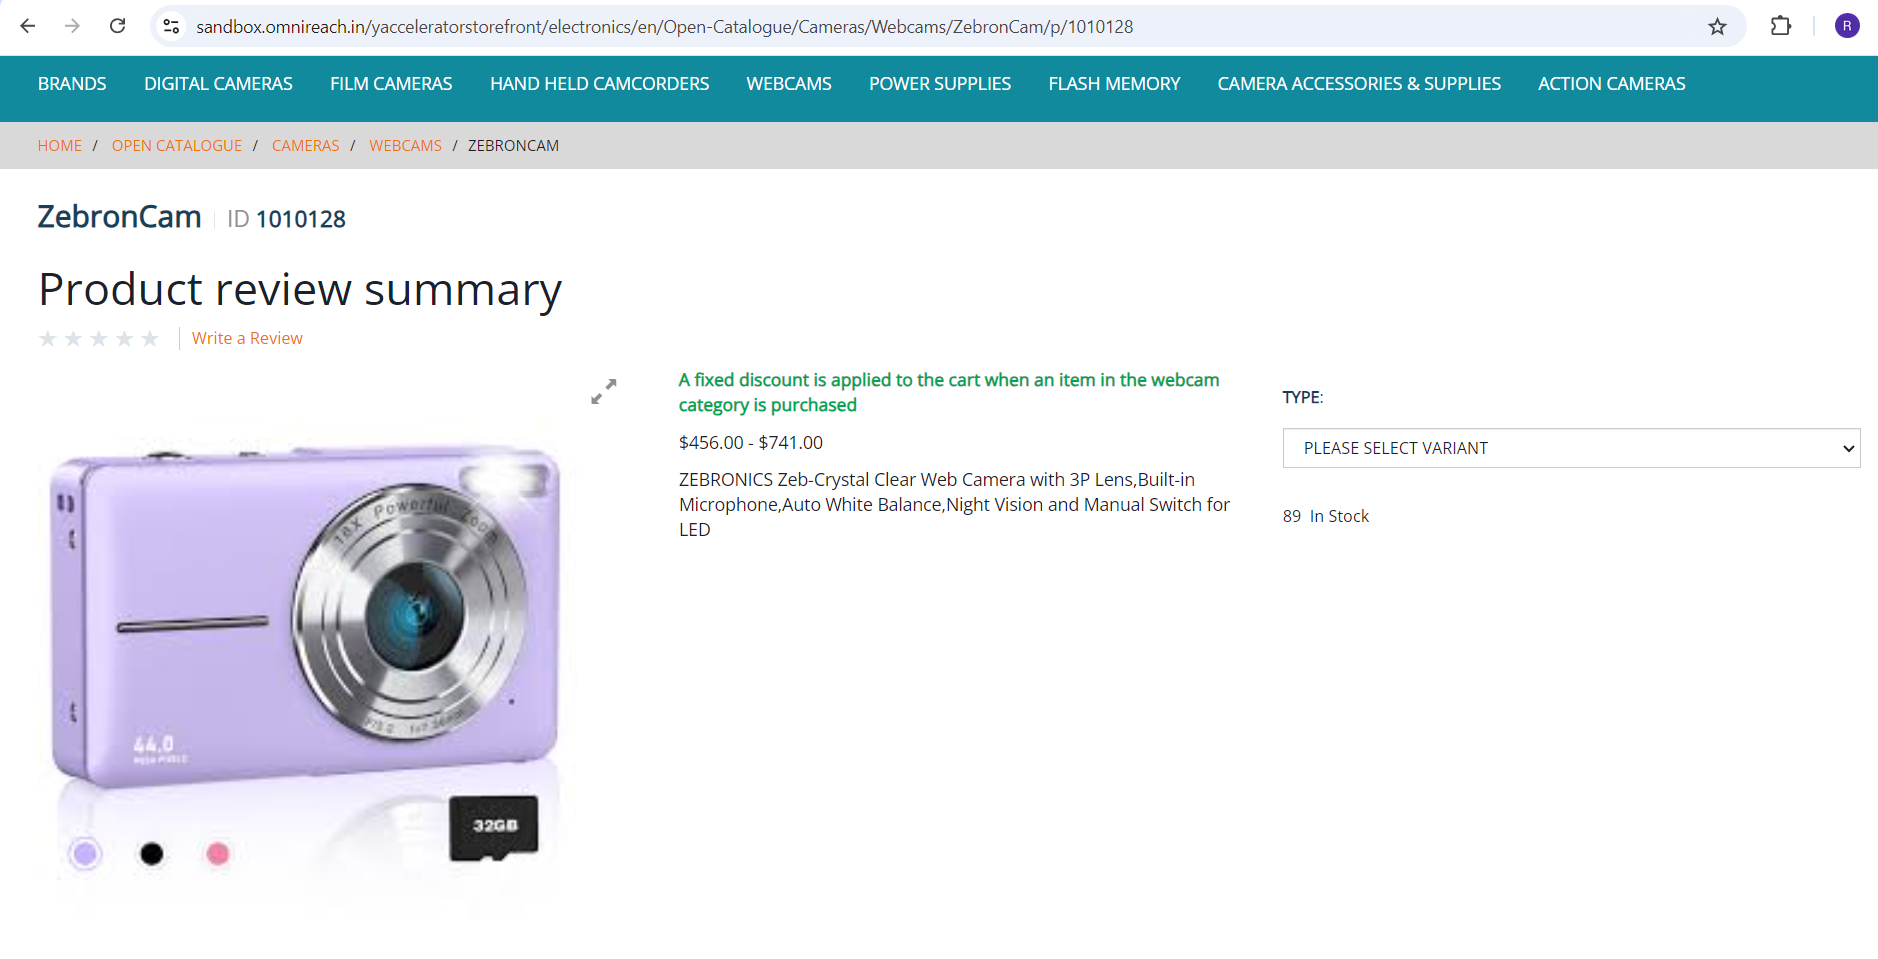 sandbox.omnireach.in/yacceleratorstorefront/electronics/en/Open-Catalogue/Cameras/Webcams/ZebronCam/p/1010128
R
BRANDS DIGITAL CAMERAS FILM CAMERAS HAND HELD CAMCORDERS WEBCAMS POWER SUPPLIES FLASH MEMORY CAMERA ACCESSORIES & SUPPLIES ACTION CAMERAS
HOME / OPEN CATALOGUE / CAMERAS / WEBCAMS / ZEBRONCAM
ZebronCam ID 1010128
Product review summary
Write a Review
A fixed discount is applied to the cart when an item in the webcam
category is purchased
$456.00 - $741.00
ZEBRONICS Zeb-Crystal Clear Web Camera with 3P Lens,Built-in
Microphone,Auto White Balance,Night Vision and Manual Switch for
LED
TYPE:
PLEASE SELECT VARIANT
89 In Stock
16X Powerful Zoom
44.0
MEGA PIXELS
32GB